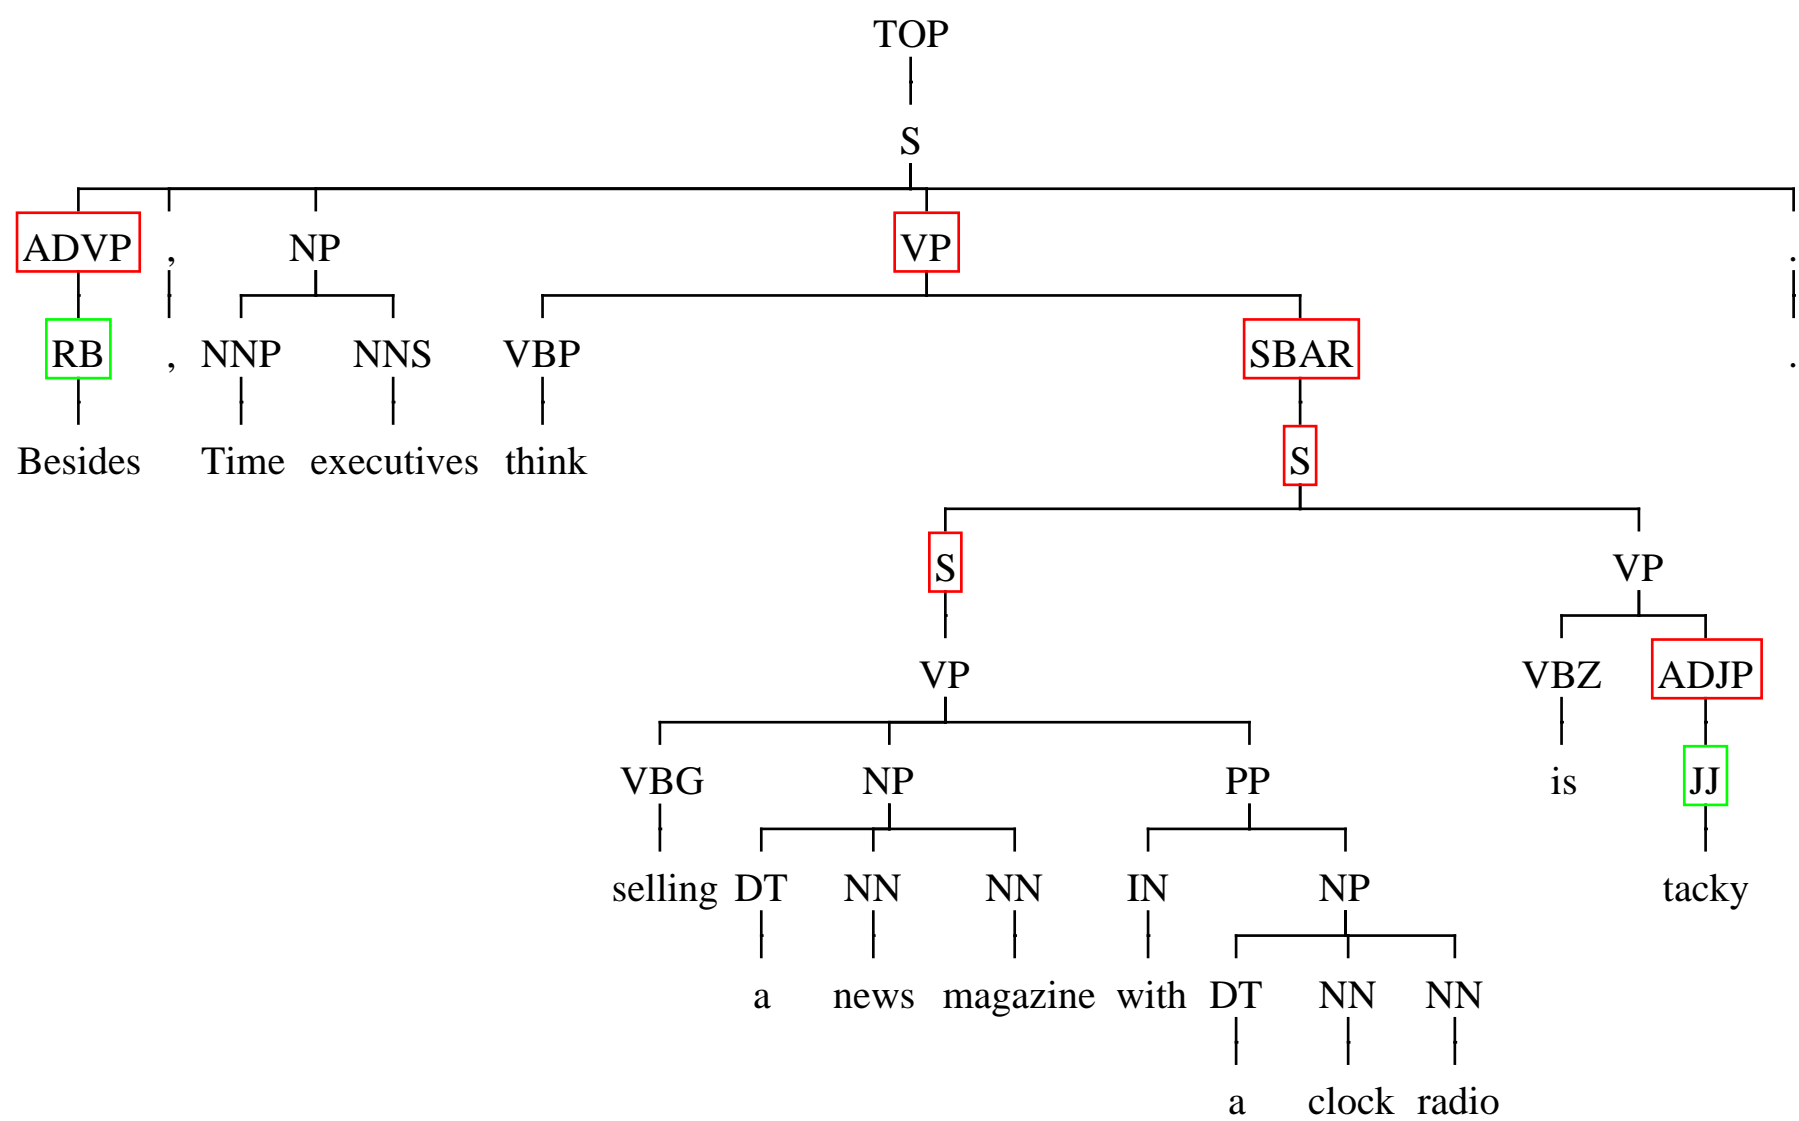 TOP
S
ADVP , NP VP .
RB , NNP NNS VBP SBAR .
Besides Time executives think S
S VP
VP VBZ ADJP
VBG NP PP is JJ
selling DT NN NN IN NP tacky
a news magazine with DT NN NN
a clock radio